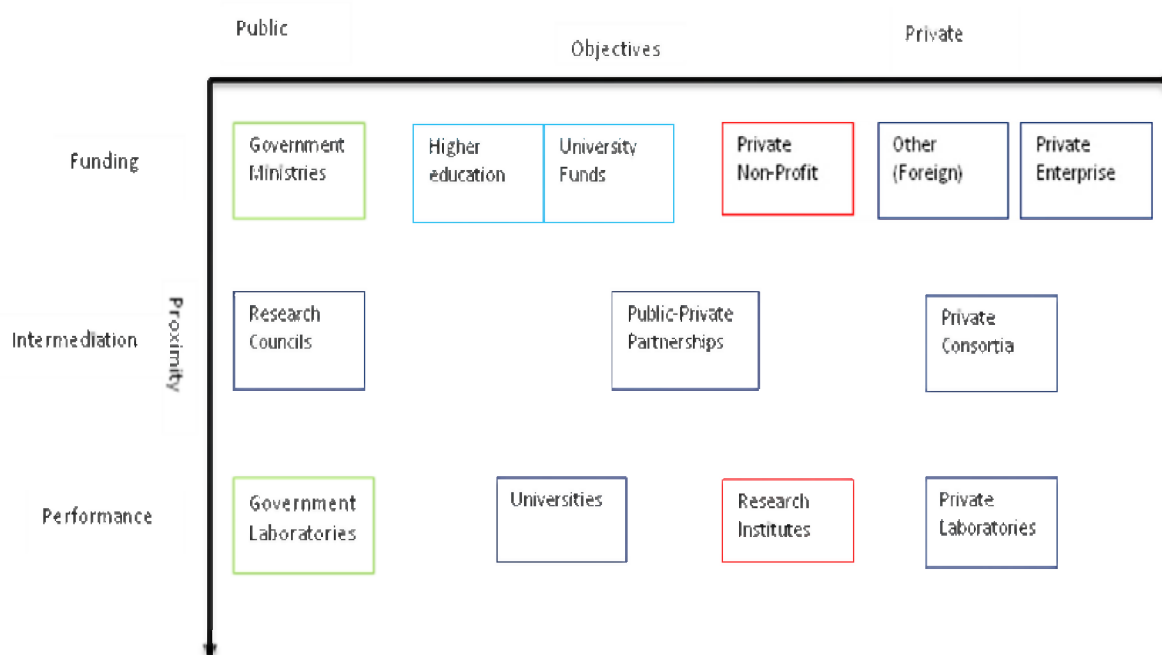 Public
Objectives
Private
Funding
Government
Ministries
Higher
education
University
Funds
Private
Non-Profit
Other
(Foreign)
Private
Enterprise
Proximity
Intermediation
Research
Councils
Public-Private
Partnerships
Private
Consortia
Performance
Government
Laboratories
Universities
Research
Institutes
Private
Laboratories